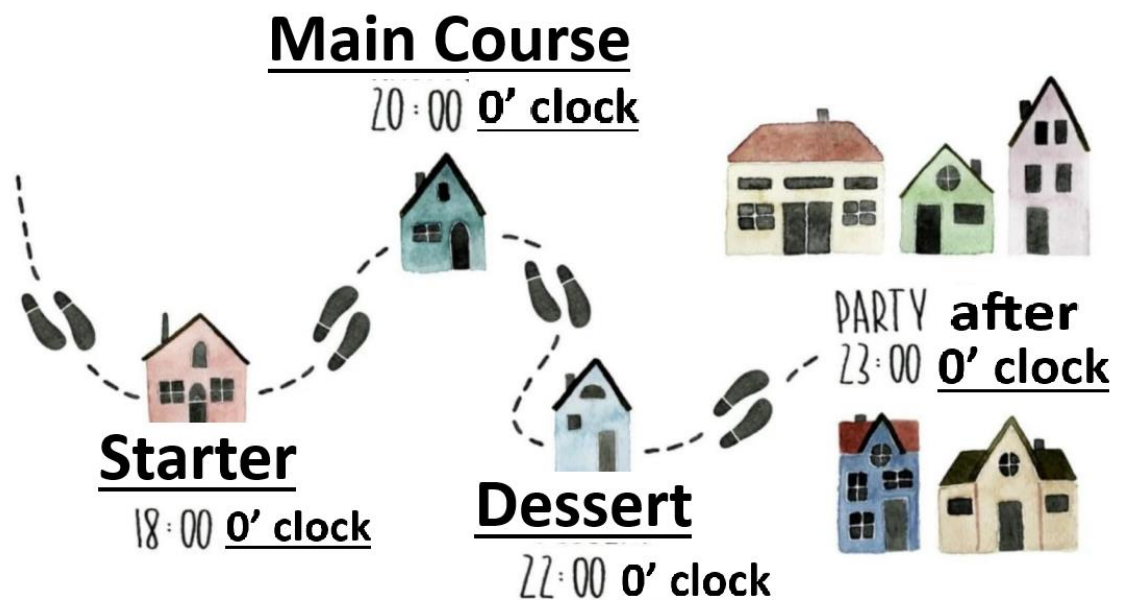 Main Course
20:00 0' clock
PARTY after
23:00 0' clock
Starter
18:00 0' clock
Dessert
22:00 0' clock